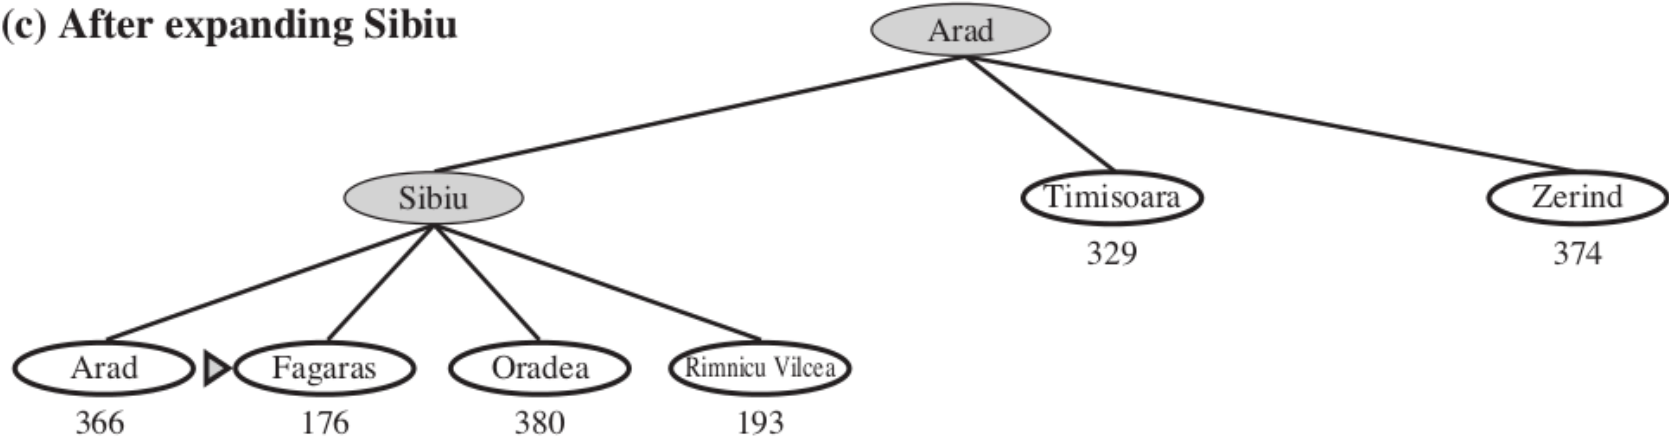 (c) After expanding Sibiu
Arad
Sibiu
Timisoara
Zerind
329
374
Arad
Fagaras
Oradea
Rimnicu Vilcea
366
176
380
193